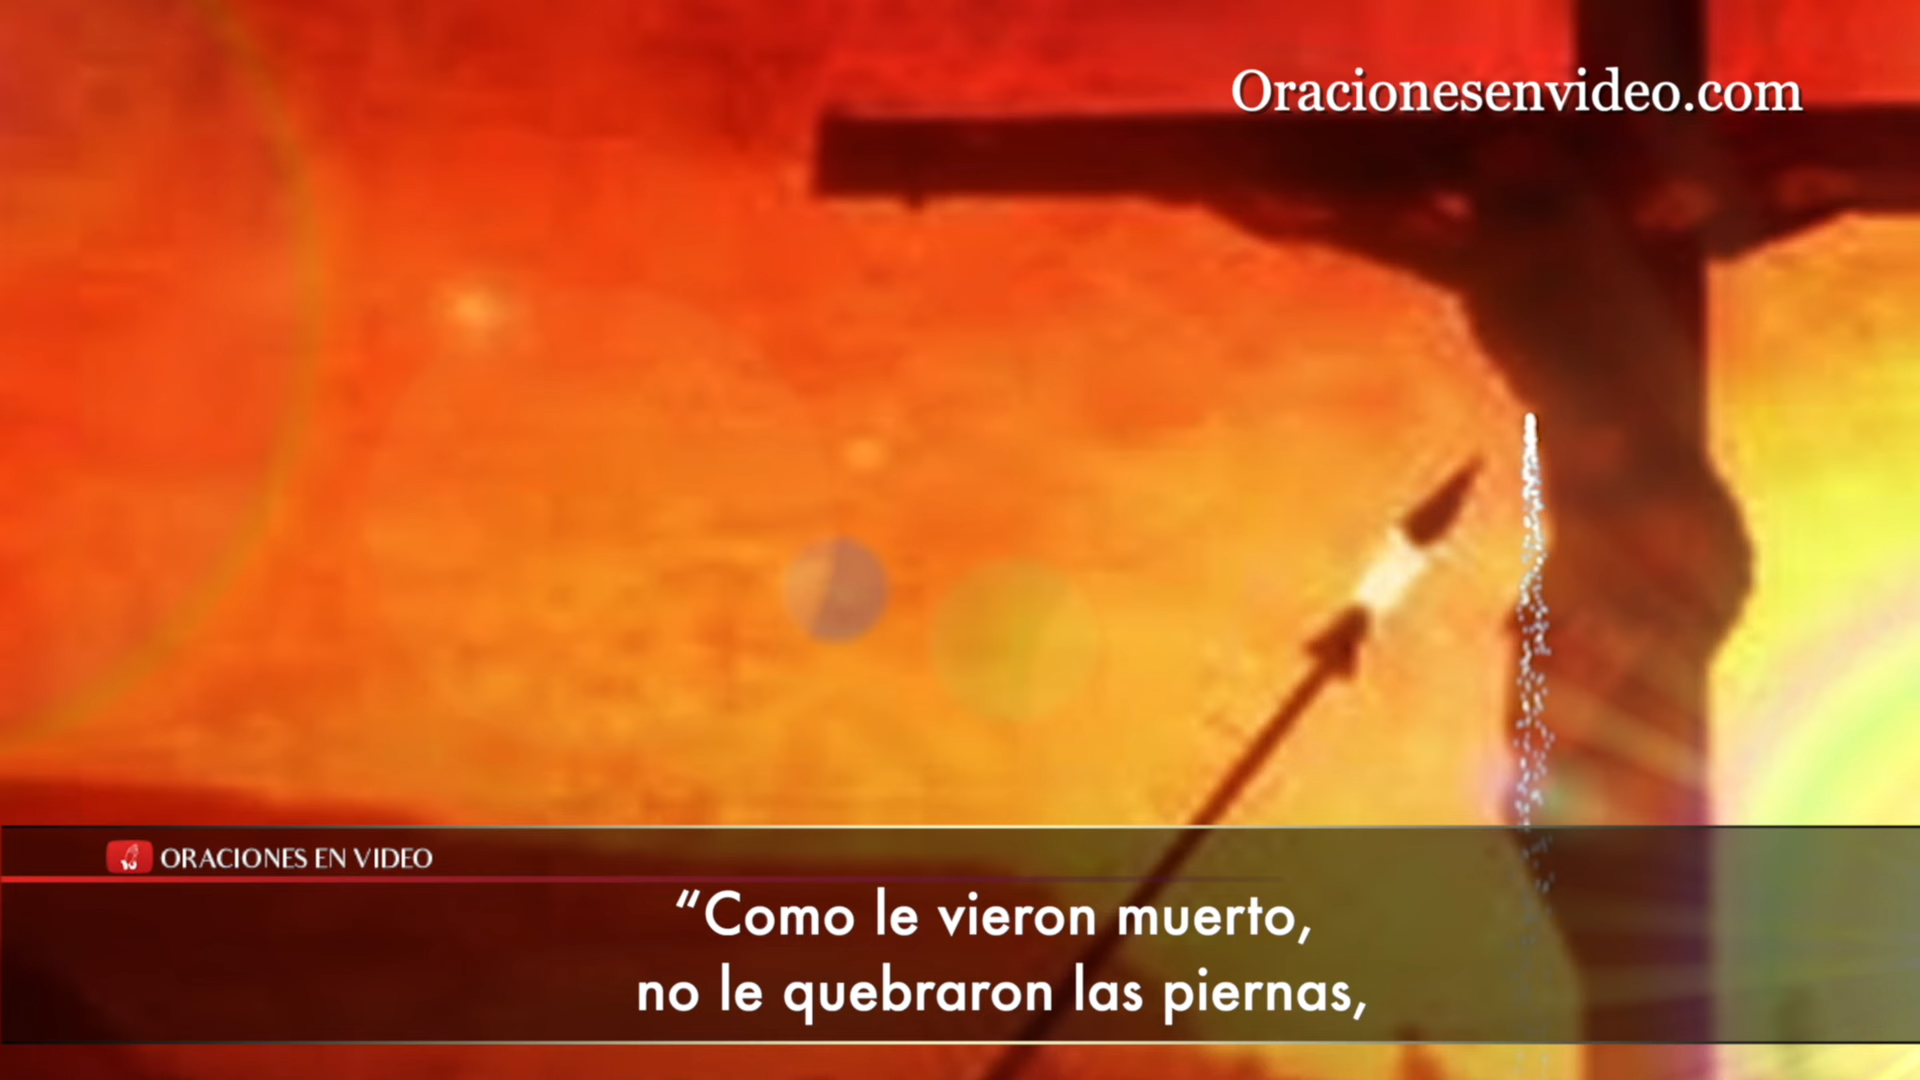 Oracionesenvideo.com
ORACIONES EN VIDEO
“Como le vieron muerto,
no le quebraron las piernas,